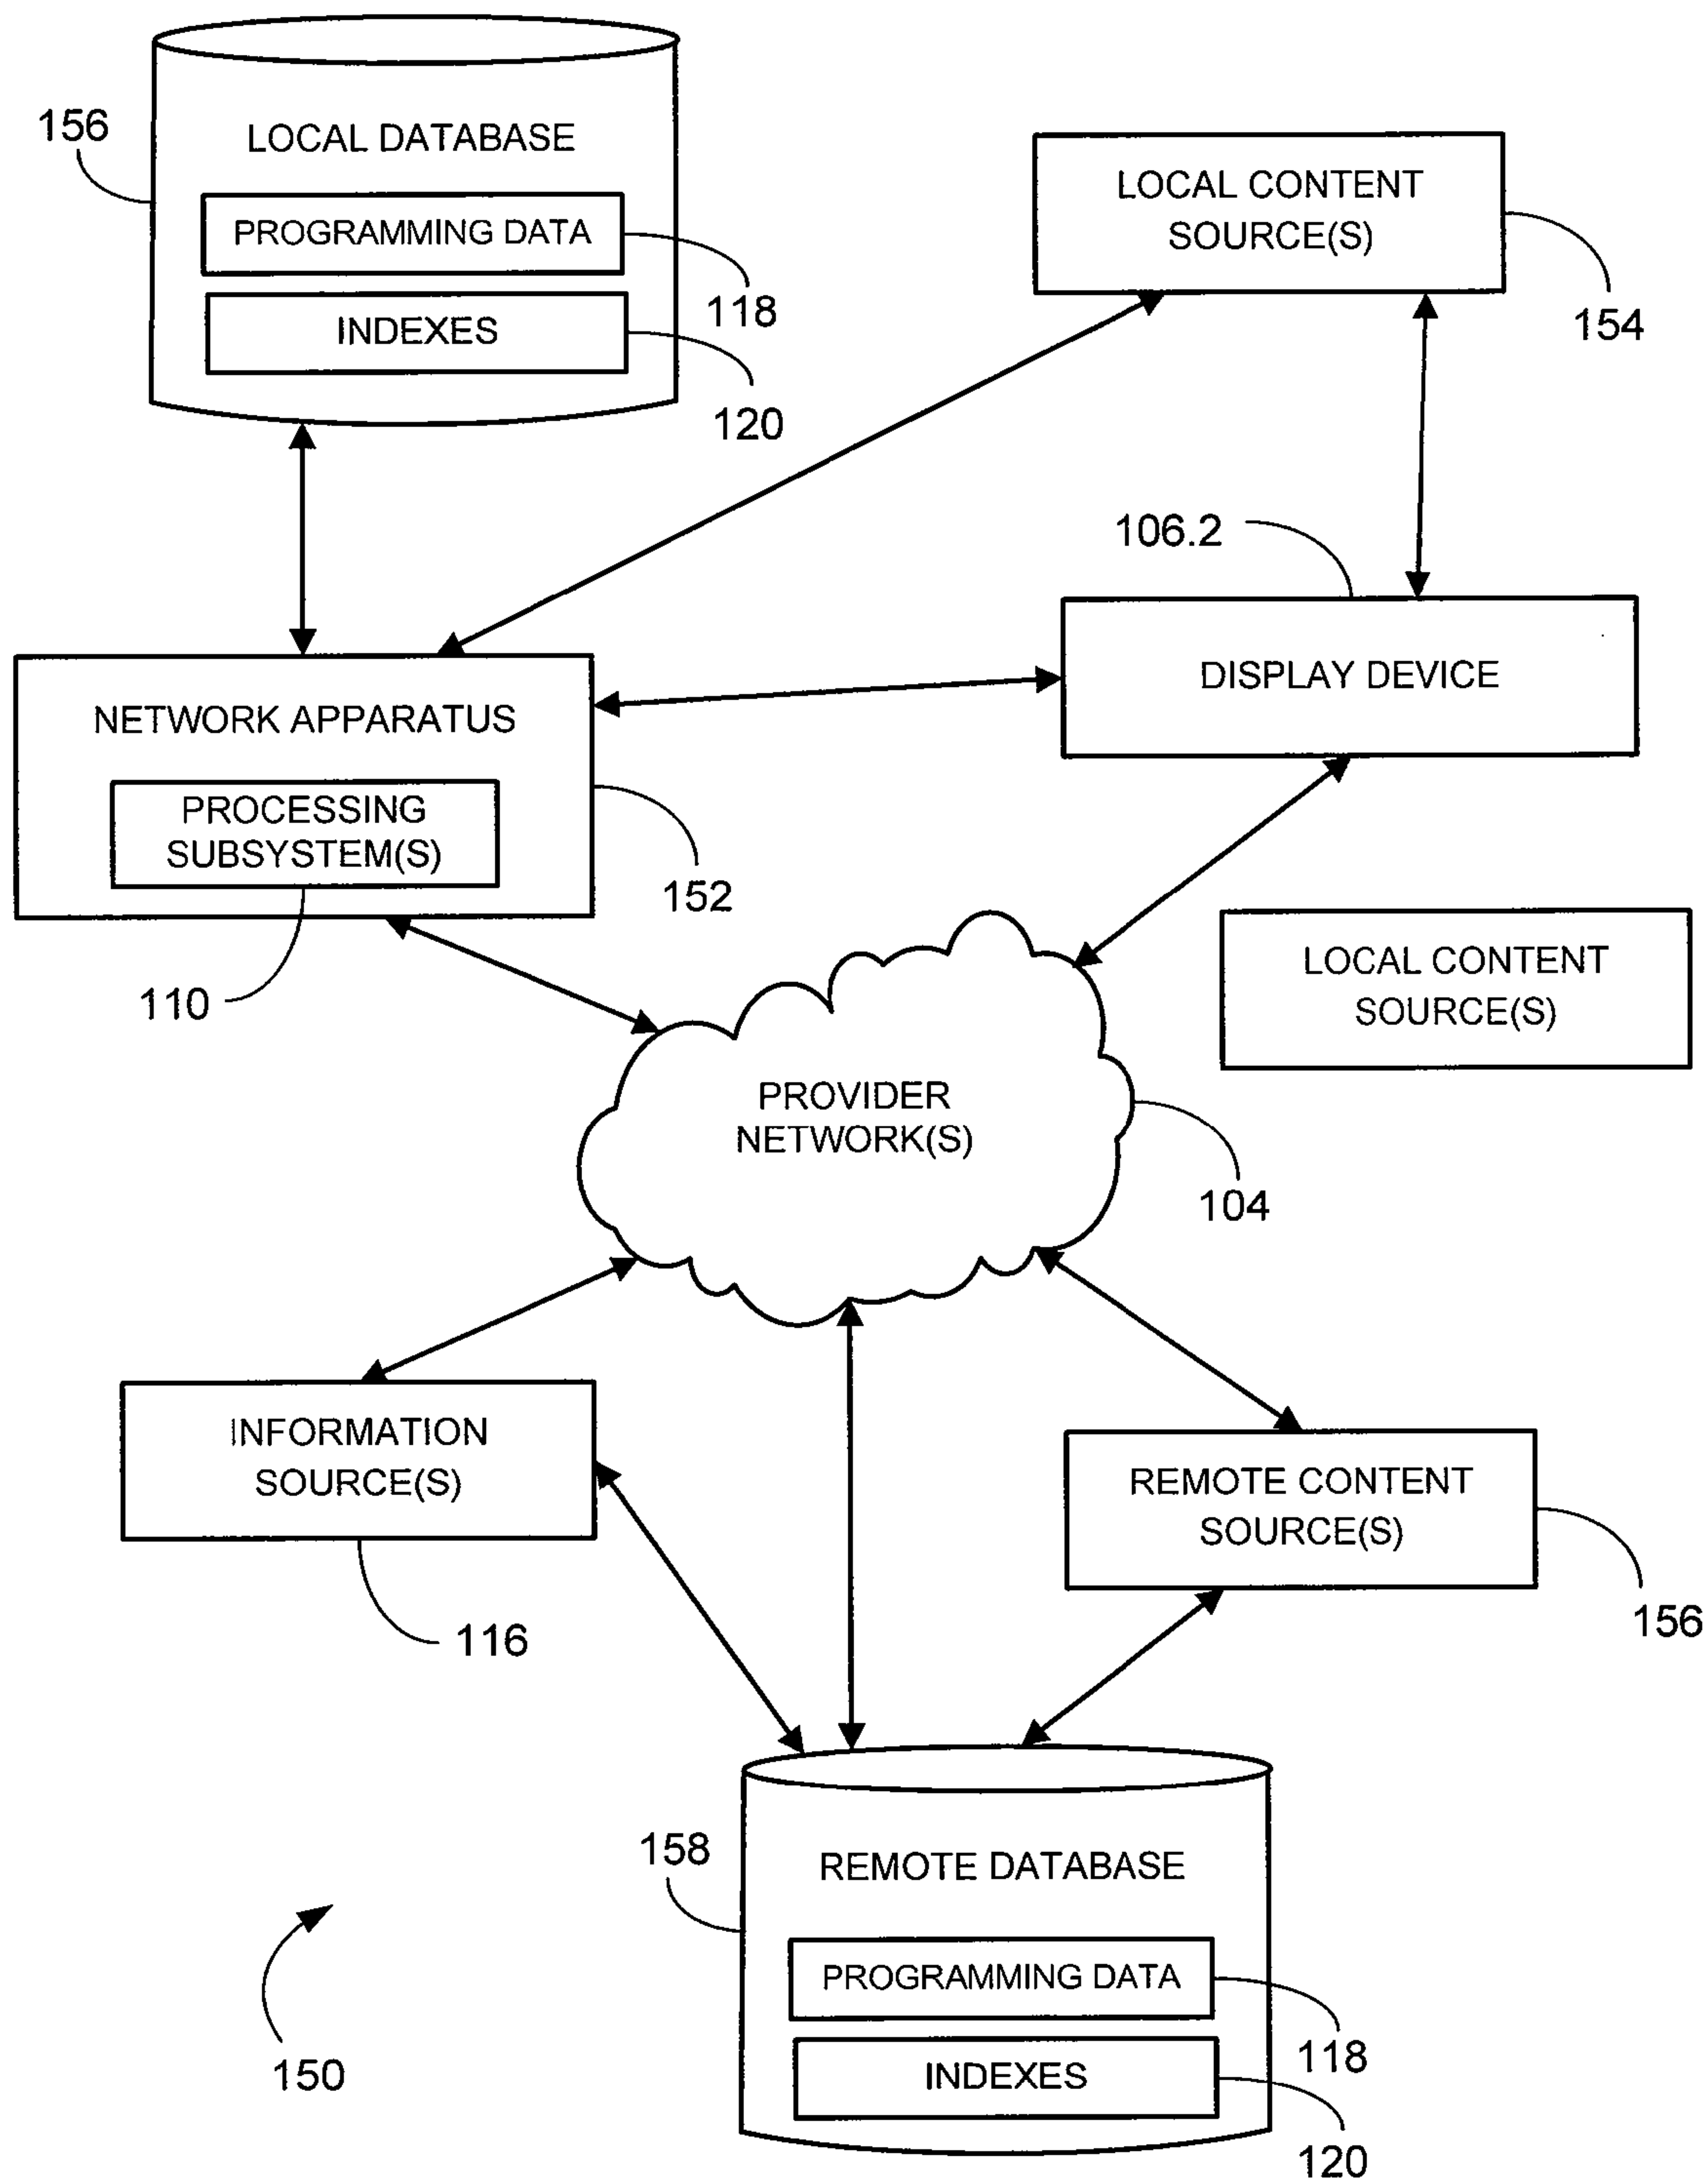 156
LOCAL DATABASE
PROGRAMMING DATA
118
INDEXES
120
LOCAL CONTENT
SOURCE(S)
154
106.2
DISPLAY DEVICE
NETWORK APPARATUS
PROCESSING
SUBSYSTEM(S)
152
110
LOCAL CONTENT
SOURCE(S)
PROVIDER
NETWORK(S)
104
INFORMATION
SOURCE(S)
116
REMOTE CONTENT
SOURCE(S)
156
158
REMOTE DATABASE
PROGRAMMING DATA
118
INDEXES
120
150